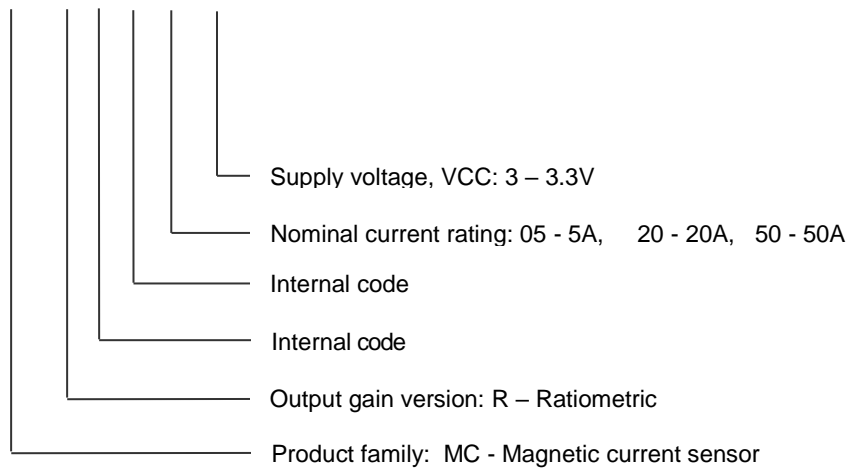 Supply voltage, VCC: 3 – 3.3V
Nominal current rating: 05 - 5A, 20 - 20A, 50 - 50A
Internal code
Internal code
Output gain version: R – Ratiometric
Product family: MC - Magnetic current sensor